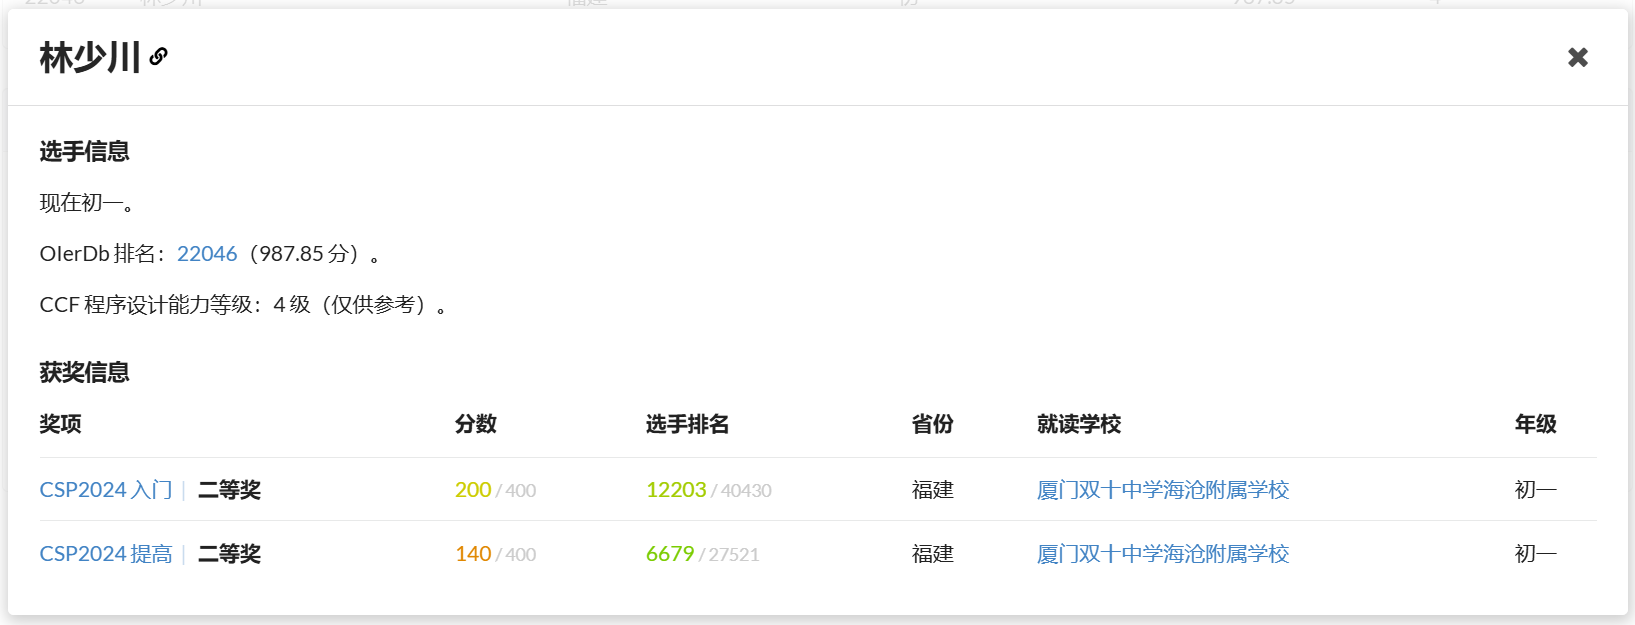 林少川
选手信息
现在初一。
OIerDb 排名：22046（987.85 分）。
CCF 程序设计能力等级：4 级（仅供参考）。
获奖信息
奖项 分数 选手排名 省份 就读学校 年级
CSP2024 入门 | 二等奖 200 / 400 12203 / 40430 福建 厦门双十中学海沧附属学校 初一
CSP2024 提高 | 二等奖 140 / 400 6679 / 27521 福建 厦门双十中学海沧附属学校 初一